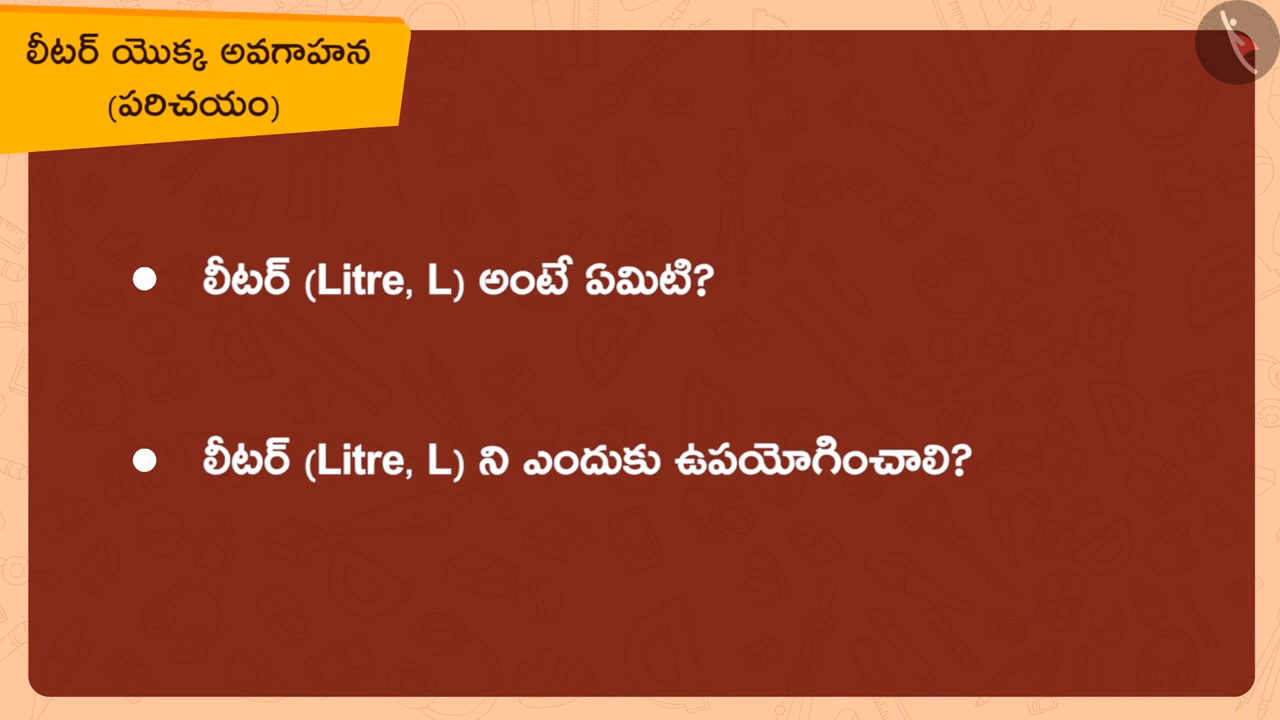 లీటర్ యొక్క అవగాహన
(పరిచయం)
లీటర్ (Litre, L) అంటే ఏమిటి?
లీటర్ (Litre, L) ని ఎందుకు ఉపయోగించాలి?